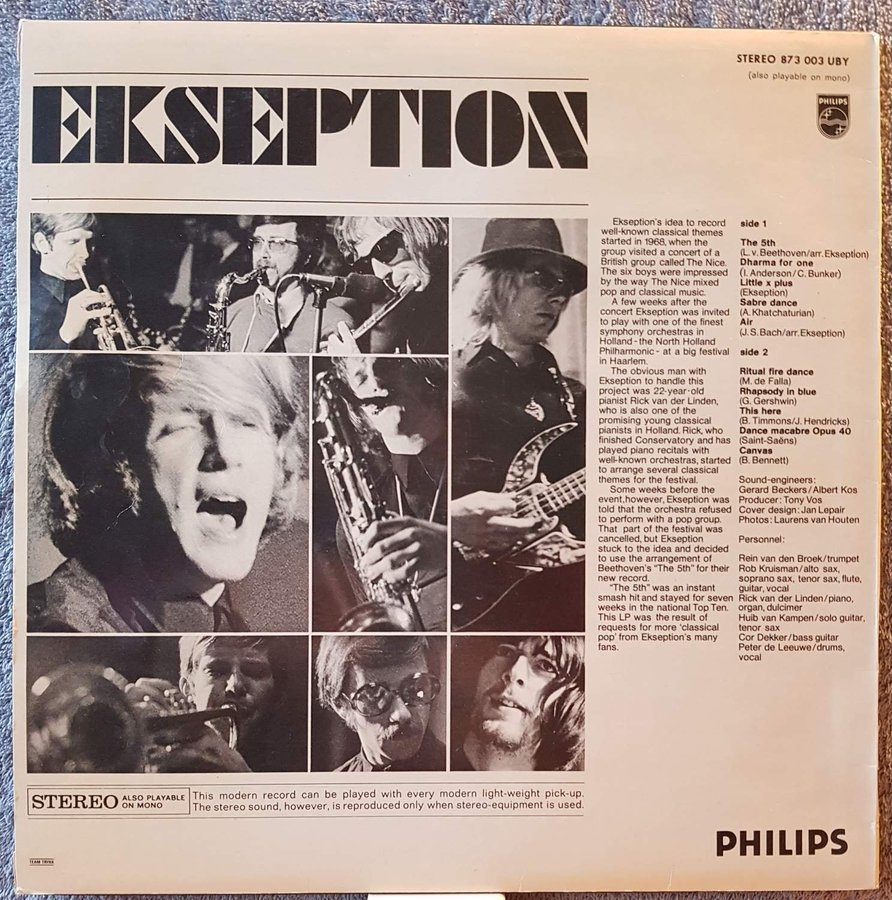 STEREO 873 003 UBY
(also playable on mono)
PHILIPS
EKSEPTION
Ekseption's idea to record
well-known classical themes
started in 1968, when the
group visited a concert of a
British group called The Nice.
The six boys were impressed
by the way The Nice mixed
pop and classical music.
A few weeks after the
concert Ekseption was invited
to play with one of the finest
symphony orchestras in
Holland - the North Holland
Philharmonic - at a big festival
in Haarlem.
The obvious man with
Ekseption to handle this
project was 22-year-old
pianist Rick van der Linden,
who is also one of the
promising young classical
pianists in Holland. Rick, who
finished Conservatory and has
played piano recitals with
well-known orchestras, started
to arrange several classical
themes for the festival.
Some weeks before the
event,however, Ekseption was
told that the orchestra refused
to perform with a pop group.
That part of the festival was
cancelled, but Ekseption
stuck to the idea and decided
to use the arrangement of
Beethoven's "The 5th" for their
new record.
"The 5th" was an instant
smash hit and stayed for seven
weeks in the national Top Ten.
This LP was the result of
requests for more 'classical
pop' from Ekseption's many
fans.
side 1
The 5th
(L. v. Beethoven/arr. Ekseption)
Dharma for one
(I. Anderson/C. Bunker)
Little x plus
(Ekseption)
Sabre dance
(A. Khatchaturian)
Air
(J. S. Bach/arr. Ekseption)
side 2
Ritual fire dance
(M. de Falla)
Rhapsody in blue
(G. Gershwin)
This here
(B. Timmons/J. Hendricks)
Dance macabre Opus 40
(Saint-Saëns)
Canvas
(B. Bennett)
Sound-engineers:
Gerard Beckers/Albert Kos
Producer: Tony Vos
Cover design: Jan Lepair
Photos: Laurens van Houten
Personnel:
Rein van den Broek/trumpet
Rob Kruisman/alto sax,
soprano sax, tenor sax, flute,
guitar, vocal
Rick van der Linden/piano,
organ, dulcimer
Huib van Kampen/solo guitar,
tenor sax
Cor Dekker/bass guitar
Peter de Leeuwe/drums,
vocal
STEREO ALSO PLAYABLE ON MONO
This modern record can be played with every modern light-weight pick-up.
The stereo sound, however, is reproduced only when stereo-equipment is used.
PHILIPS